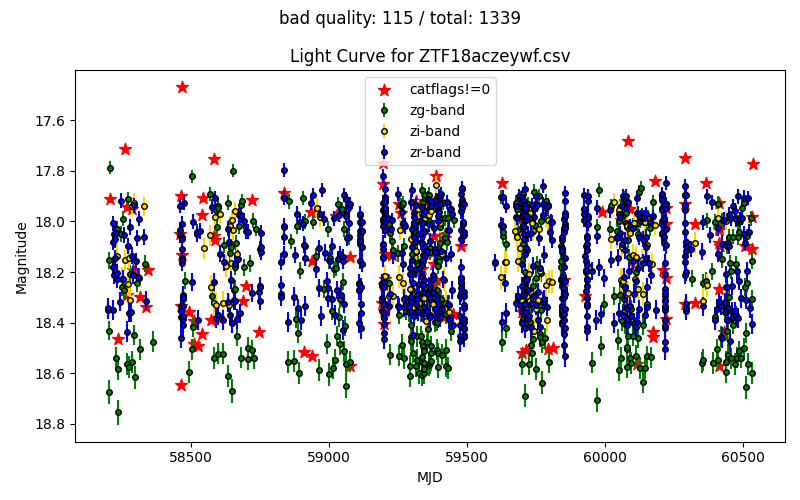 bad quality: 115 / total: 1339
Light Curve for ZTF18aczeywf.csv
catflags!=0
zg-band
zi-band
zr-band
Magnitude
17.6
17.8
18.0
18.2
18.4
18.6
18.8
58500
59000
59500
60000
60500
MJD